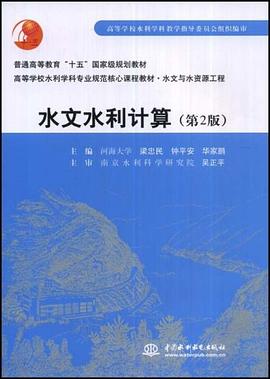 高等学校水利学科教学指导委员会组织编审
普通高等教育“十五”国家级规划教材
高等学校水利学科专业规范核心课程教材·水文与水资源工程
水文水利计算（第2版）
主编 河海大学 梁忠民 钟平安 华家鹏
主审 南京水利科学研究院 吴正平
中国水利水电出版社